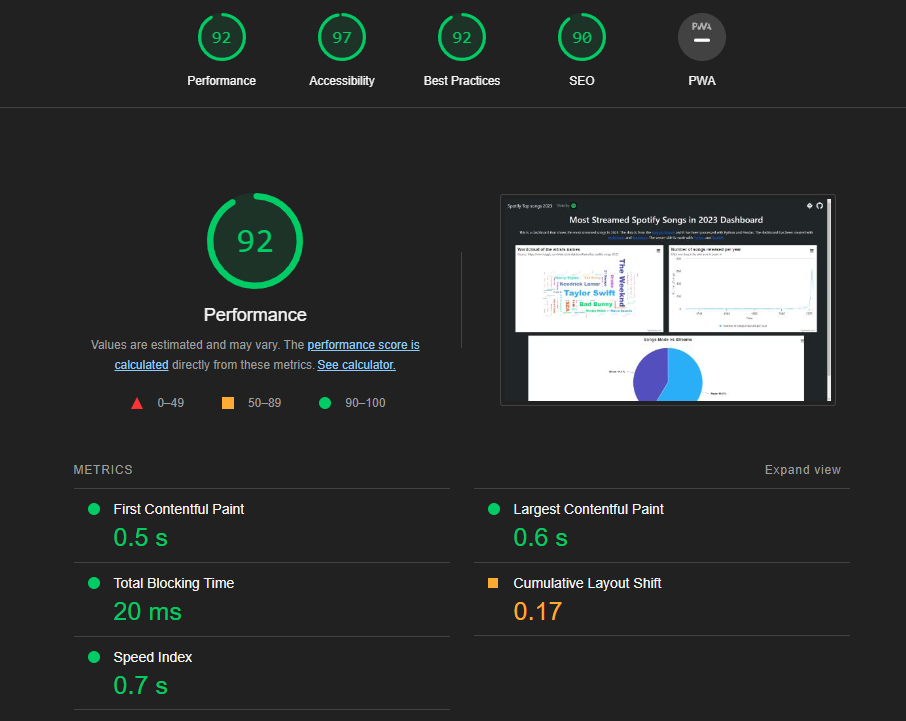 92
97
92
90
PWA
Performance
Accessibility
Best Practices
SEO
PWA
92
Performance
Values are estimated and may vary. The performance score is
calculated directly from these metrics. See calculator.
0–49
50–89
90–100
Spotify Top songs 2023
Most Streamed Spotify Songs in 2023 Dashboard
Wordcloud of the artists names
Number of songs released per year
The Weeknd
Kendrick Lamar
Taylor Swift
Bad Bunny
Songs Mode vs Streams
METRICS
Expand view
First Contentful Paint
0.5 s
Largest Contentful Paint
0.6 s
Total Blocking Time
20 ms
Cumulative Layout Shift
0.17
Speed Index
0.7 s